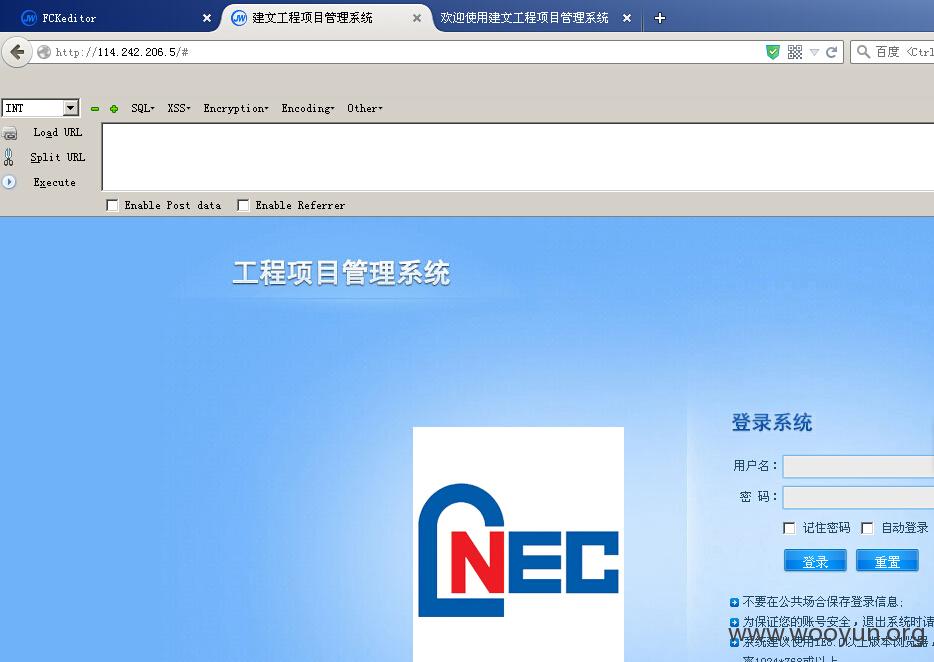 FCKeditor
建文工程项目管理系统
欢迎使用建文工程项目管理系统
http://114.242.206.5/#
百度 <Ctrl
INT
SQL XSS Encryption Encoding Other
Load URL
Split URL
Execute
Enable Post data Enable Referrer
工程项目管理系统
登录系统
用户名：
密 码：
记住密码 自动登录
登录 重置
NEC
不要在公共场合保存登录信息;
为保证您的账号安全，退出系统时请
系统建议使用IE8.0以上版本浏览器，
率1024*768或以上
www.wooyun.org